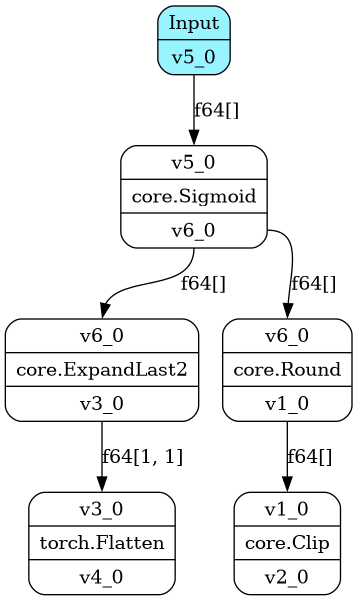 Input
v5_0
f64[]
v5_0
core.Sigmoid
v6_0
f64[]
f64[]
v6_0
core.ExpandLast2
v3_0
v6_0
core.Round
v1_0
f64[1, 1]
f64[]
v3_0
torch.Flatten
v4_0
v1_0
core.Clip
v2_0